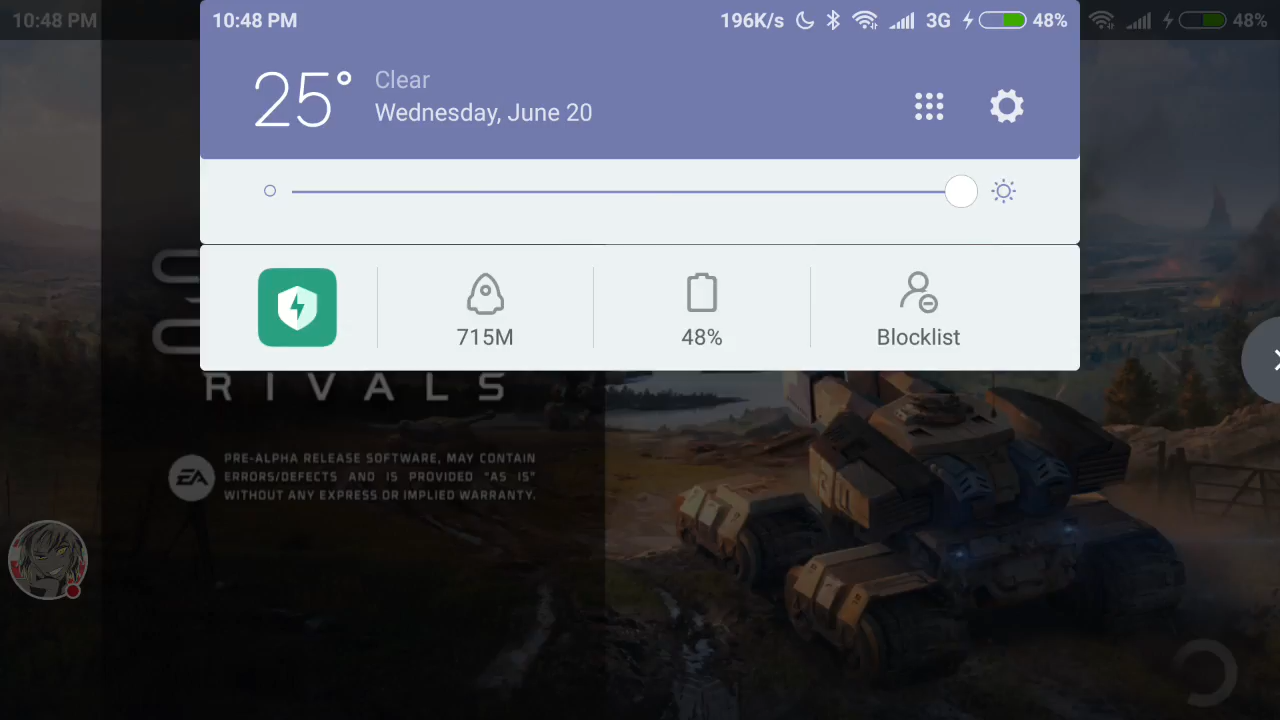 10:48 PM
48%
10:48 PM
196K/s
3G
48%
25°
Clear
Wednesday, June 20
715M
48%
Blocklist
RIVALS
EA
PRE-ALPHA RELEASE SOFTWARE, MAY CONTAIN
ERRORS/DEFECTS AND IS PROVIDED "AS IS"
WITHOUT ANY EXPRESS OR IMPLIED WARRANTY.